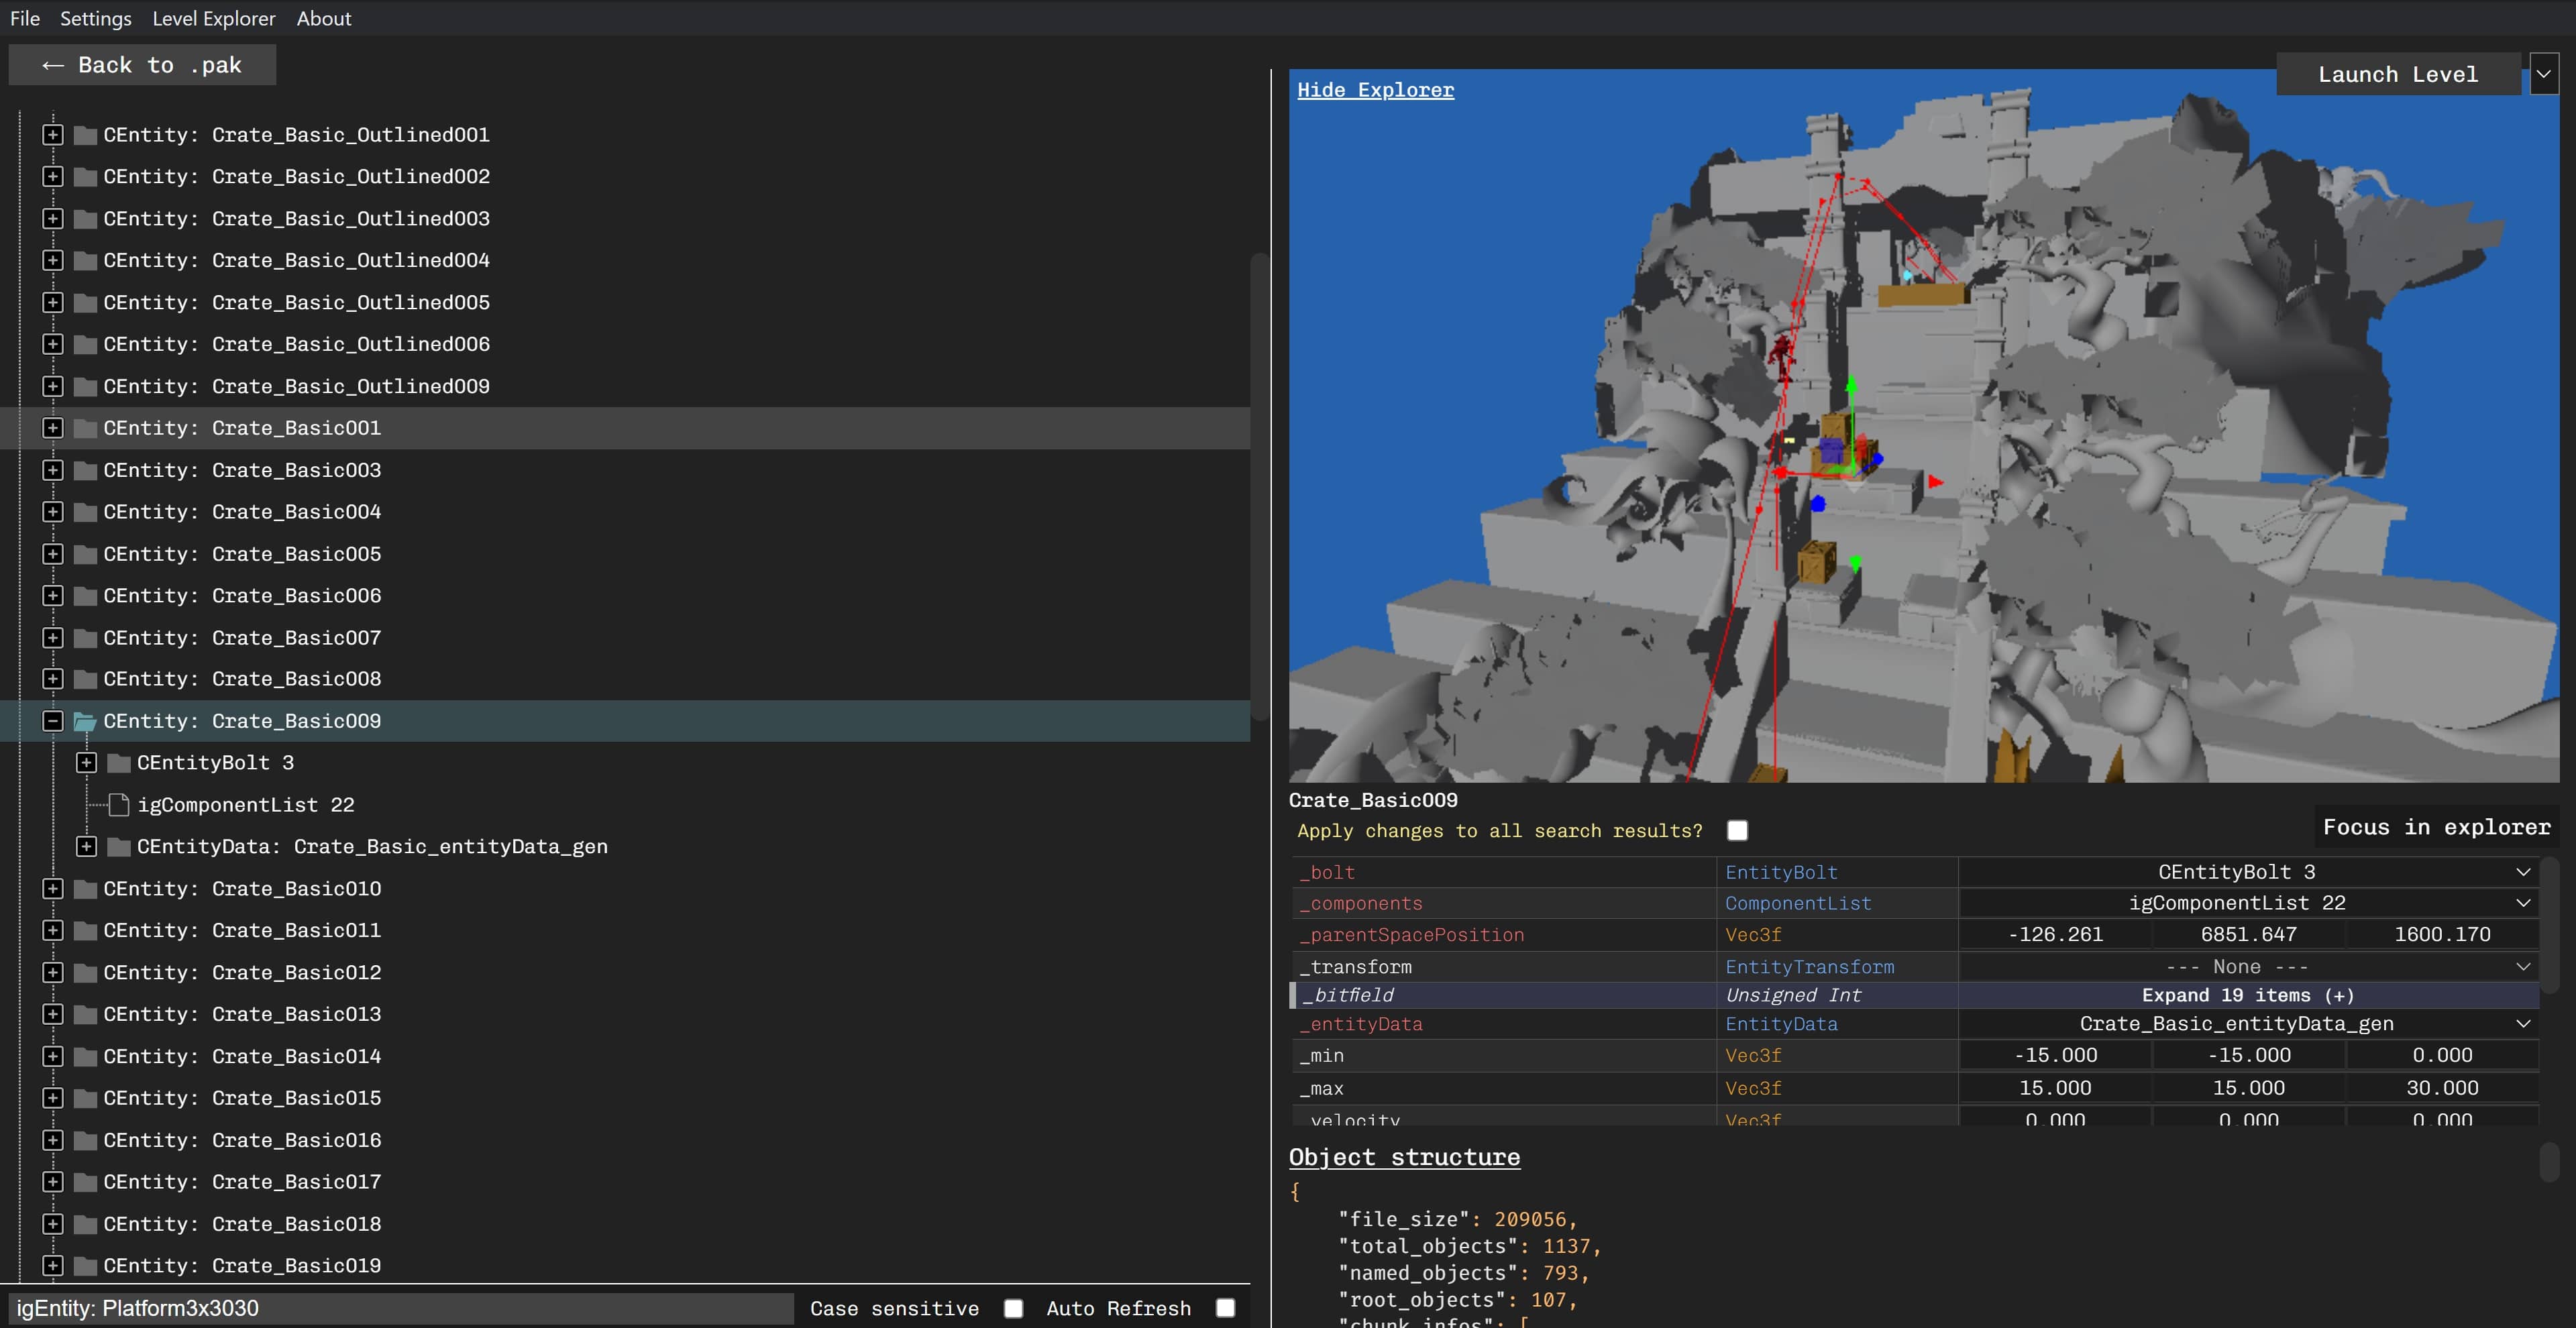 File Settings Level Explorer About
← Back to .pak
CEntity: Crate_Basic_Outlined001
CEntity: Crate_Basic_Outlined002
CEntity: Crate_Basic_Outlined003
CEntity: Crate_Basic_Outlined004
CEntity: Crate_Basic_Outlined005
CEntity: Crate_Basic_Outlined006
CEntity: Crate_Basic_Outlined009
CEntity: Crate_Basic001
CEntity: Crate_Basic003
CEntity: Crate_Basic004
CEntity: Crate_Basic005
CEntity: Crate_Basic006
CEntity: Crate_Basic007
CEntity: Crate_Basic008
CEntity: Crate_Basic009
CEntityBolt 3
igComponentList 22
CEntityData: Crate_Basic_entityData_gen
CEntity: Crate_Basic010
CEntity: Crate_Basic011
CEntity: Crate_Basic012
CEntity: Crate_Basic013
CEntity: Crate_Basic014
CEntity: Crate_Basic015
CEntity: Crate_Basic016
CEntity: Crate_Basic017
CEntity: Crate_Basic018
CEntity: Crate_Basic019
igEntity: Platform3x3030 Case sensitive Auto Refresh
Hide Explorer
Launch Level
Crate_Basic009
Apply changes to all search results?
Focus in explorer
_bolt EntityBolt CEntityBolt 3
_components ComponentList igComponentList 22
_parentSpacePosition Vec3f -126.261 6851.647 1600.170
_transform EntityTransform --- None ---
_bitfield Unsigned Int Expand 19 items (+)
_entityData EntityData Crate_Basic_entityData_gen
_min Vec3f -15.000 -15.000 0.000
_max Vec3f 15.000 15.000 30.000
_velocity Vec3f 0.000 0.000 0.000
Object structure
{
"file_size": 209056,
"total_objects": 1137,
"named_objects": 793,
"root_objects": 107,
"chunk_infos": [